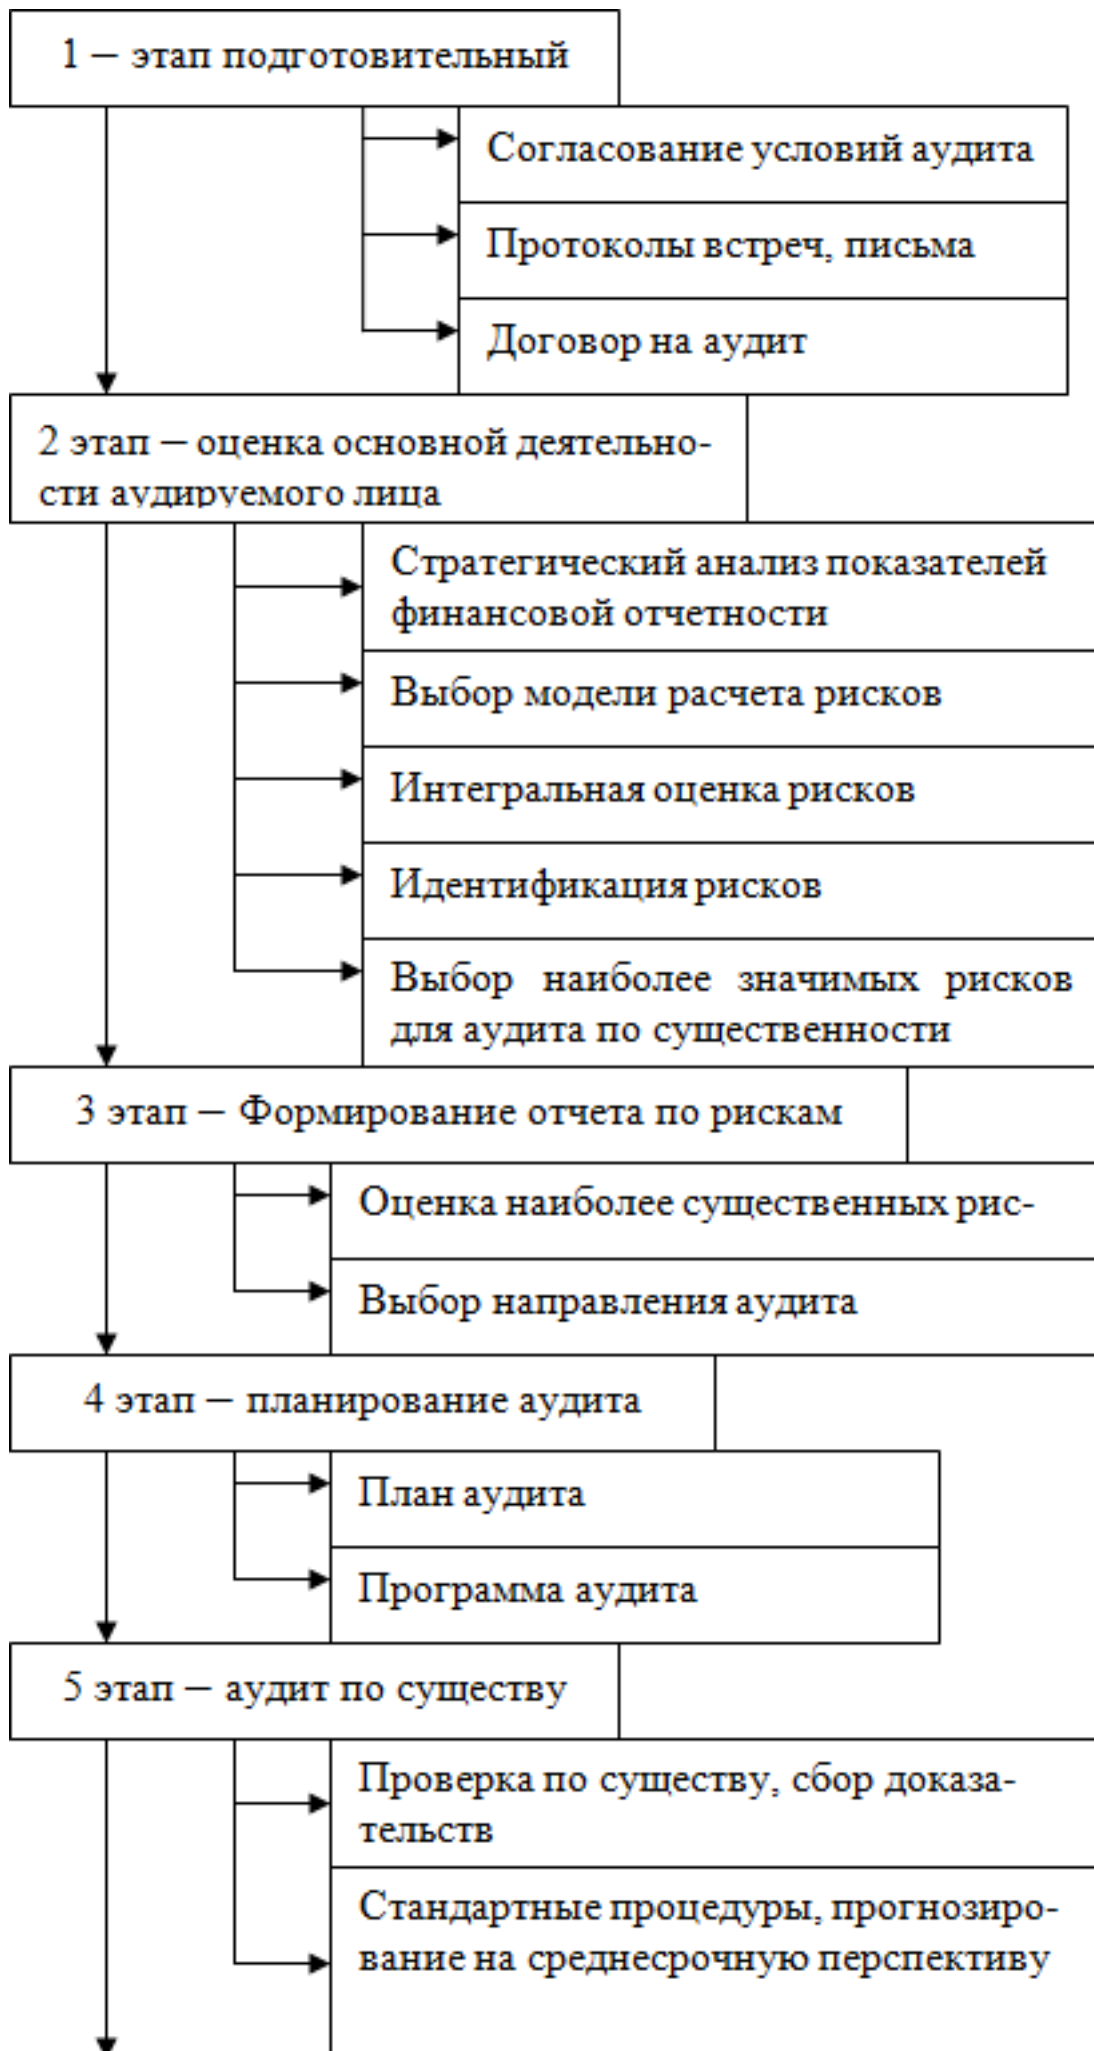 1 – этап подготовительный
Согласование условий аудита
Протоколы встреч, письма
Договор на аудит
2 этап – оценка основной деятельно-
сти аудируемого лица
Стратегический анализ показателей
финансовой отчетности
Выбор модели расчета рисков
Интегральная оценка рисков
Идентификация рисков
Выбор наиболее значимых рисков
для аудита по существенности
3 этап – Формирование отчета по рискам
Оценка наиболее существенных рис-
Выбор направления аудита
4 этап – планирование аудита
План аудита
Программа аудита
5 этап – аудит по существу
Проверка по существу, сбор доказа-
тельств
Стандартные процедуры, прогнозиро-
вание на среднесрочную перспективу